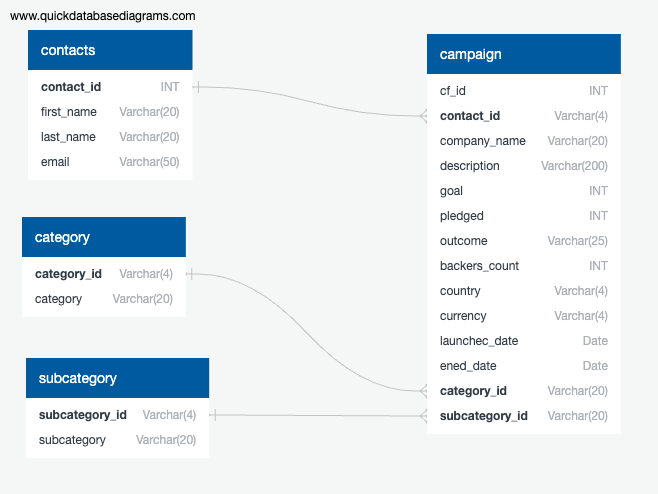 www.quickdatabasediagrams.com
contacts
contact_id INT
first_name Varchar(20)
last_name Varchar(20)
email Varchar(50)
category
category_id Varchar(4)
category Varchar(20)
subcategory
subcategory_id Varchar(4)
subcategory Varchar(20)
campaign
cf_id INT
contact_id Varchar(4)
company_name Varchar(20)
description Varchar(200)
goal INT
pledged INT
outcome Varchar(25)
backers_count INT
country Varchar(4)
currency Varchar(4)
launchec_date Date
ened_date Date
category_id Varchar(20)
subcategory_id Varchar(20)